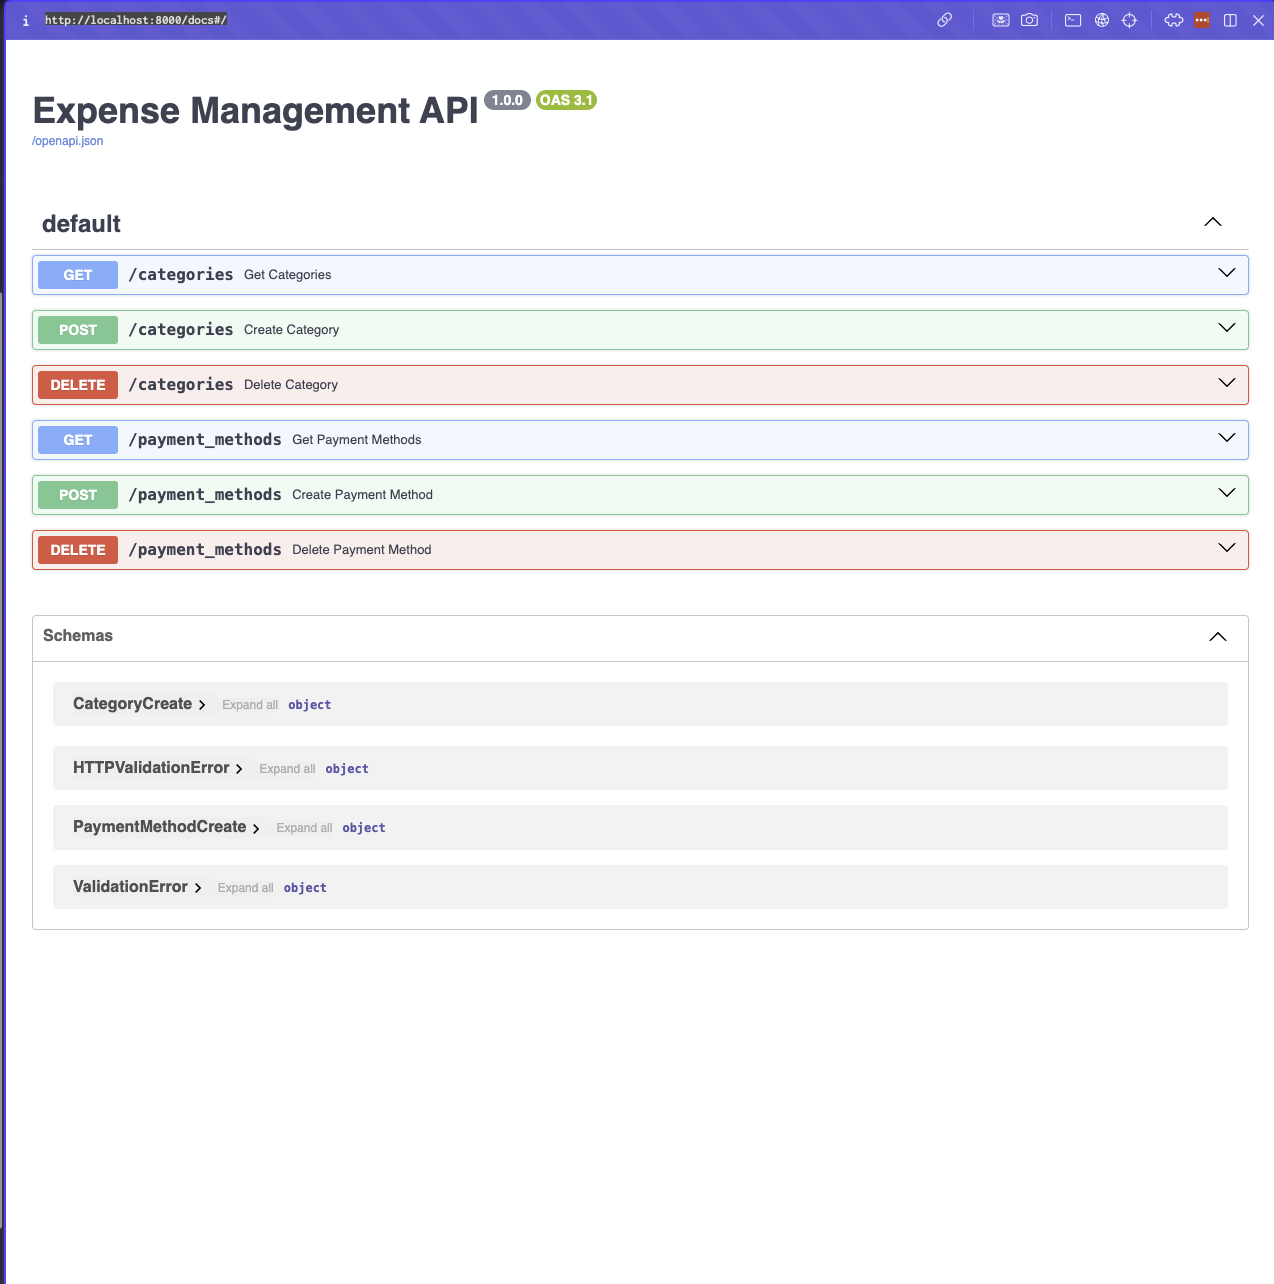 i http://localhost:8000/docs#/
Expense Management API 1.0.0 OAS 3.1
/openapi.json
default
GET /categories Get Categories
POST /categories Create Category
DELETE /categories Delete Category
GET /payment_methods Get Payment Methods
POST /payment_methods Create Payment Method
DELETE /payment_methods Delete Payment Method
Schemas
CategoryCreate Expand all object
HTTPValidationError Expand all object
PaymentMethodCreate Expand all object
ValidationError Expand all object